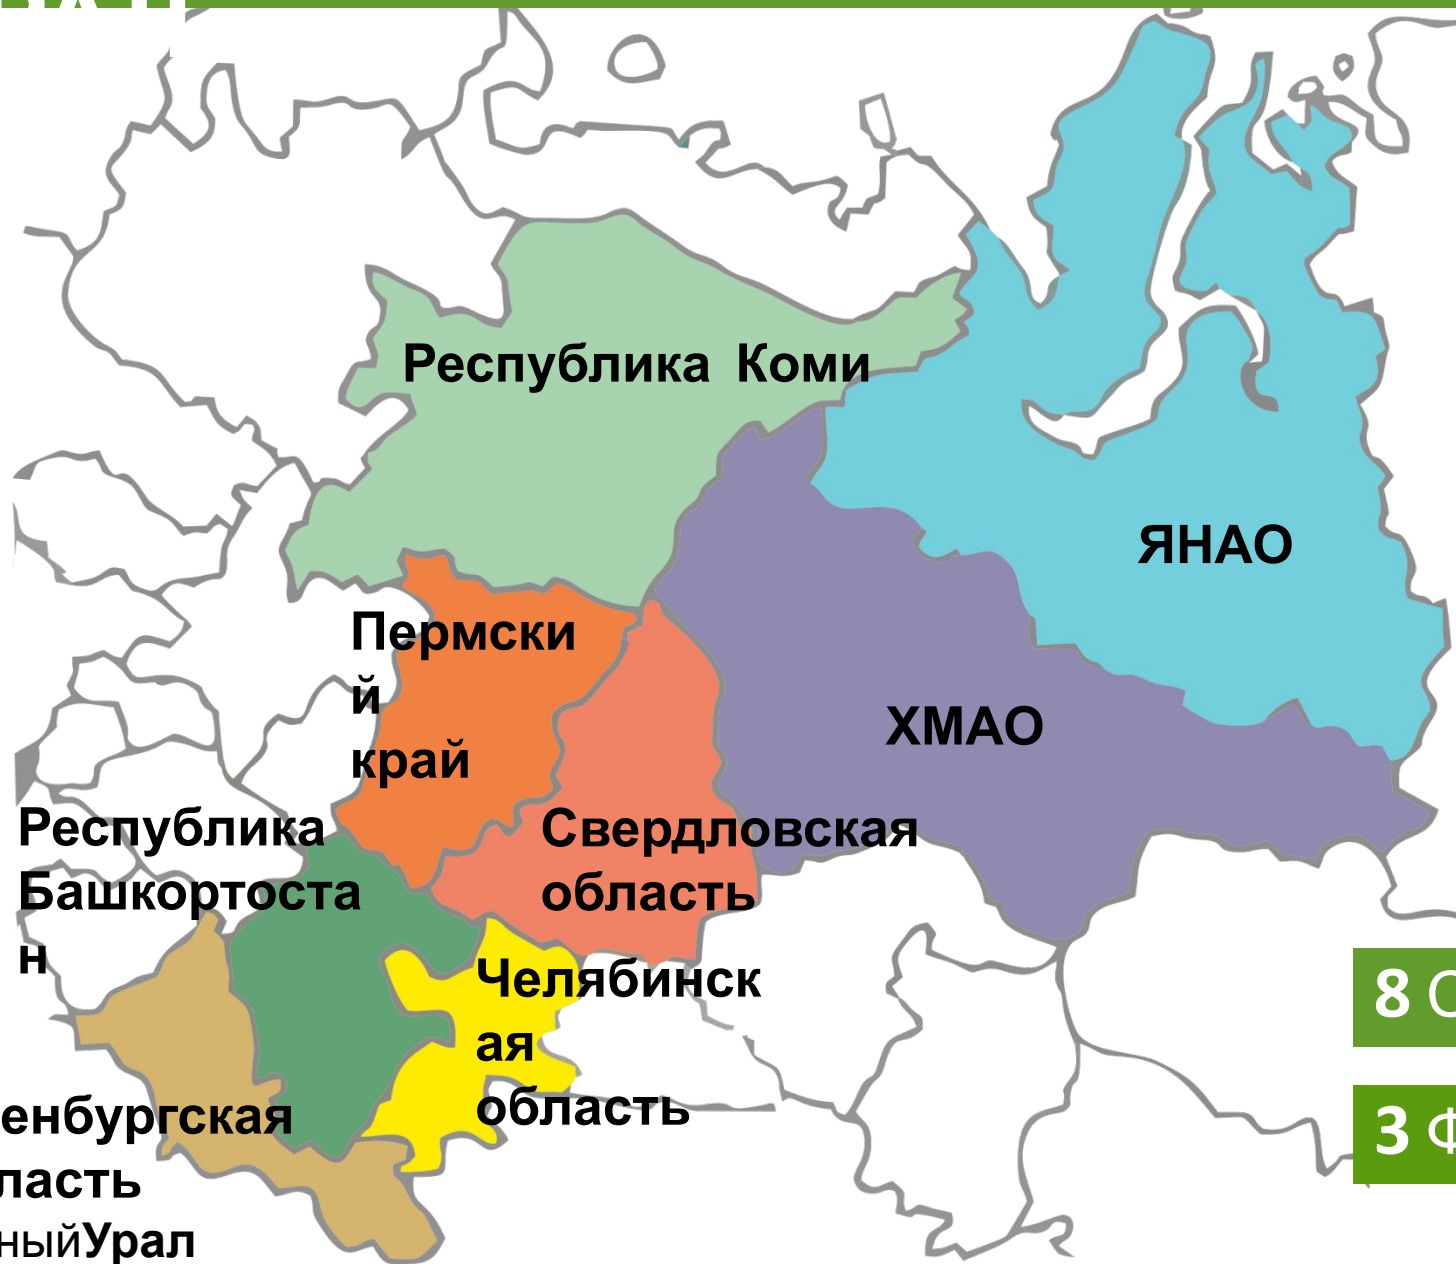 Республика Коми
ЯНАО
Пермски
й
край
ХМАО
Республика
Башкортоста
н
Свердловская
область
Челябинск
ая
область
8 С
3 Ф
енбургская
ласть
ныйУрал